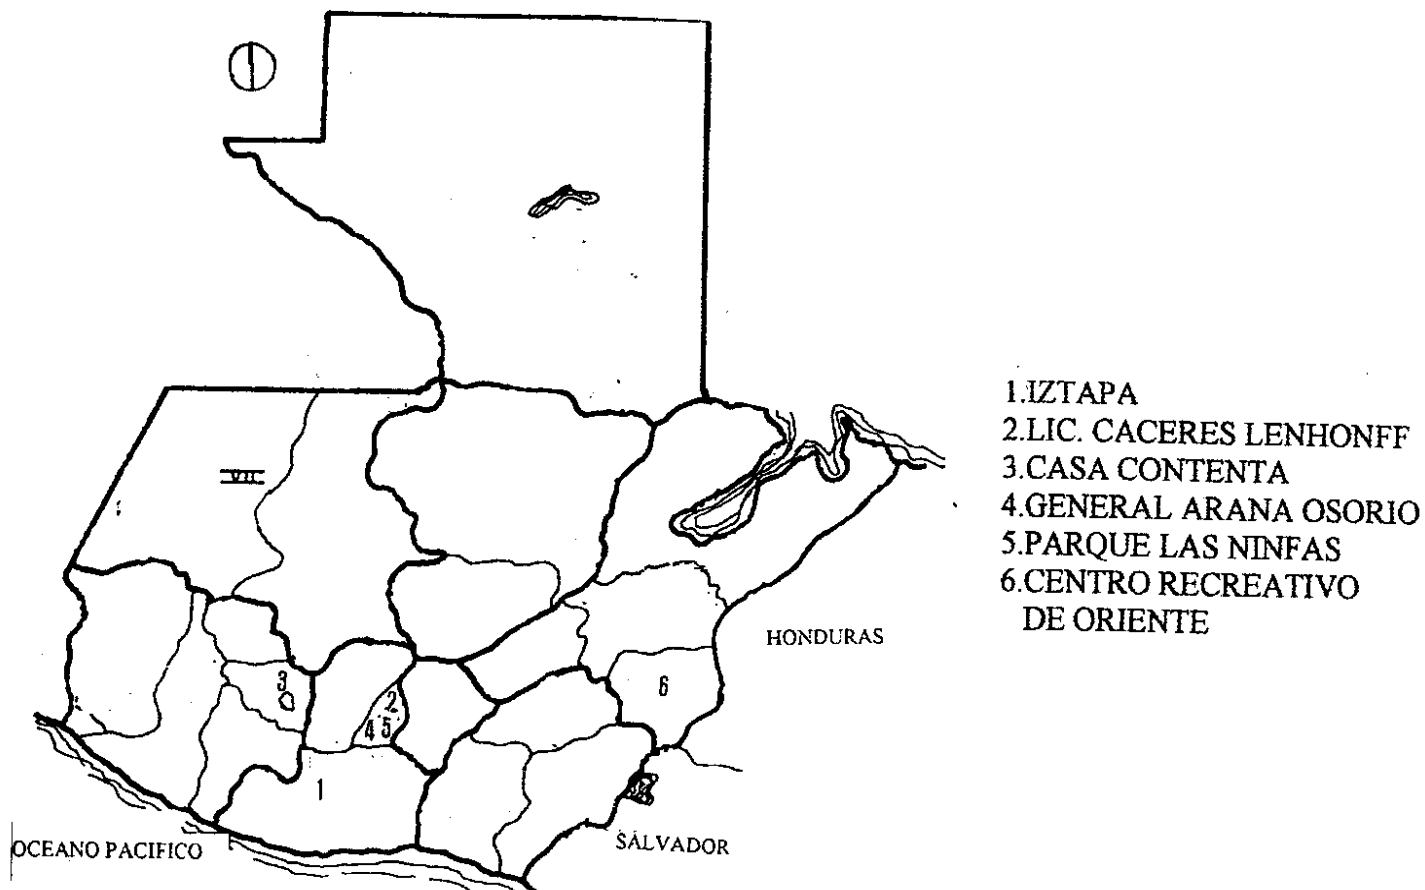 VII
1.IZTAPA
2.LIC. CACERES LENHONFF
3.CASA CONTENTA
4.GENERAL ARANA OSORIO
5.PARQUE LAS NINFAS
6.CENTRO RECREATIVO
DE ORIENTE
HONDURAS
3
2
6
4 5
1
OCEANO PACIFICO
SALVADOR